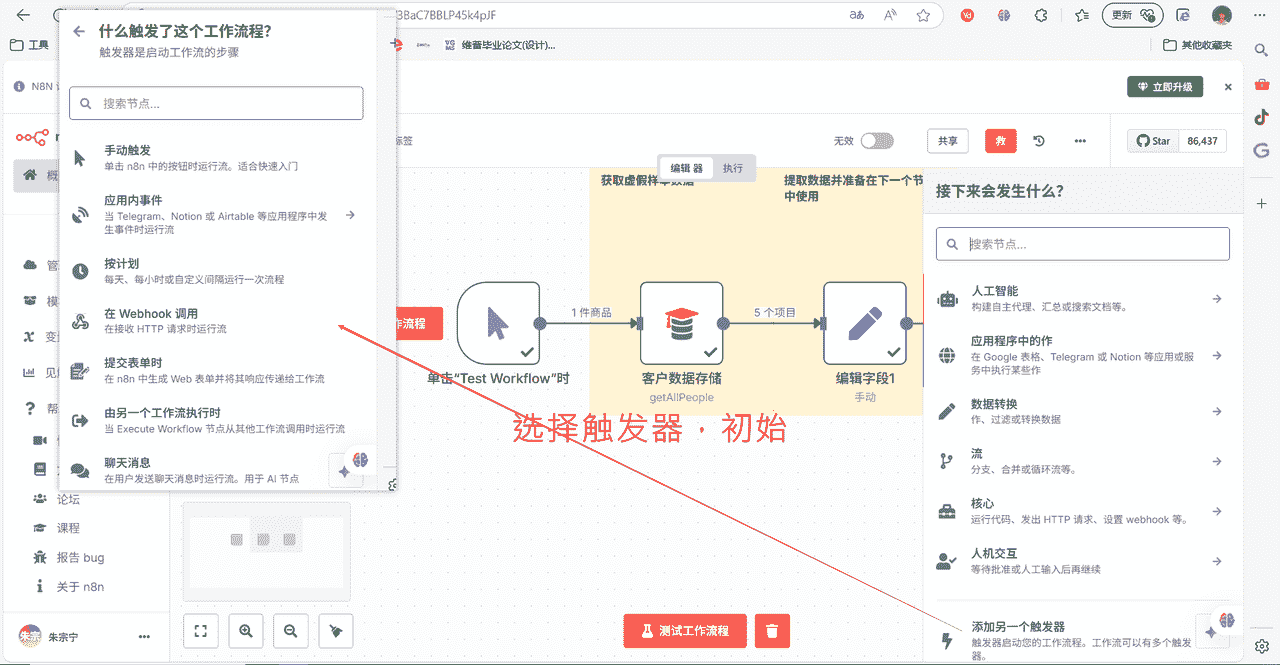 3BaC7BBLP45k4pJF
更新
工具
维普毕业论文(设计)...
其他收藏夹
什么触发了这个工作流程?
触发器是启动工作流的步骤
搜索节点...
手动触发
单击 n8n 中的按钮时运行流。适合快速入门
应用内事件
当 Telegram、Notion 或 Airtable 等应用程序中发
生事件时运行流
按计划
每天、每小时或自定义间隔运行一次流程
在 Webhook 调用
在接收 HTTP 请求时运行流
提交表单时
在 n8n 中生成 Web 表单并将其响应传递给工作流
由另一个工作流执行时
当 Execute Workflow 节点从其他工作流调用时运行流
聊天消息
在用户发送聊天消息时运行流。用于 AI 节点
N8N
立即升级
标签
无效
共享
救
Star
86,437
编辑 器
执行
获取虚假样本数据
提取数据并准备在下一个节
中使用
作流程
1 件商品
5 个项目
单击“Test Workflow”时
客户数据存储
getAllPeople
编辑字段1
手动
选择触发器，初始
概
管
模
变
见
帮
论坛
课程
报告 bug
关于 n8n
朱宗宁
测试工作流程
接下来会发生什么?
搜索节点...
人工智能
构建自主代理、汇总或搜索文档等。
应用程序中的作
在 Google 表格、Telegram 或 Notion 等应用或服
务中执行某些作
数据转换
作、过滤或转换数据
流
分支、合并或循环流等。
核心
运行代码、发出 HTTP 请求、设置 webhook 等。
人机交互
等待批准或人工输入后再继续
添加另一个触发器
触发器启动您的工作流程。工作流可以有多个触发
器。